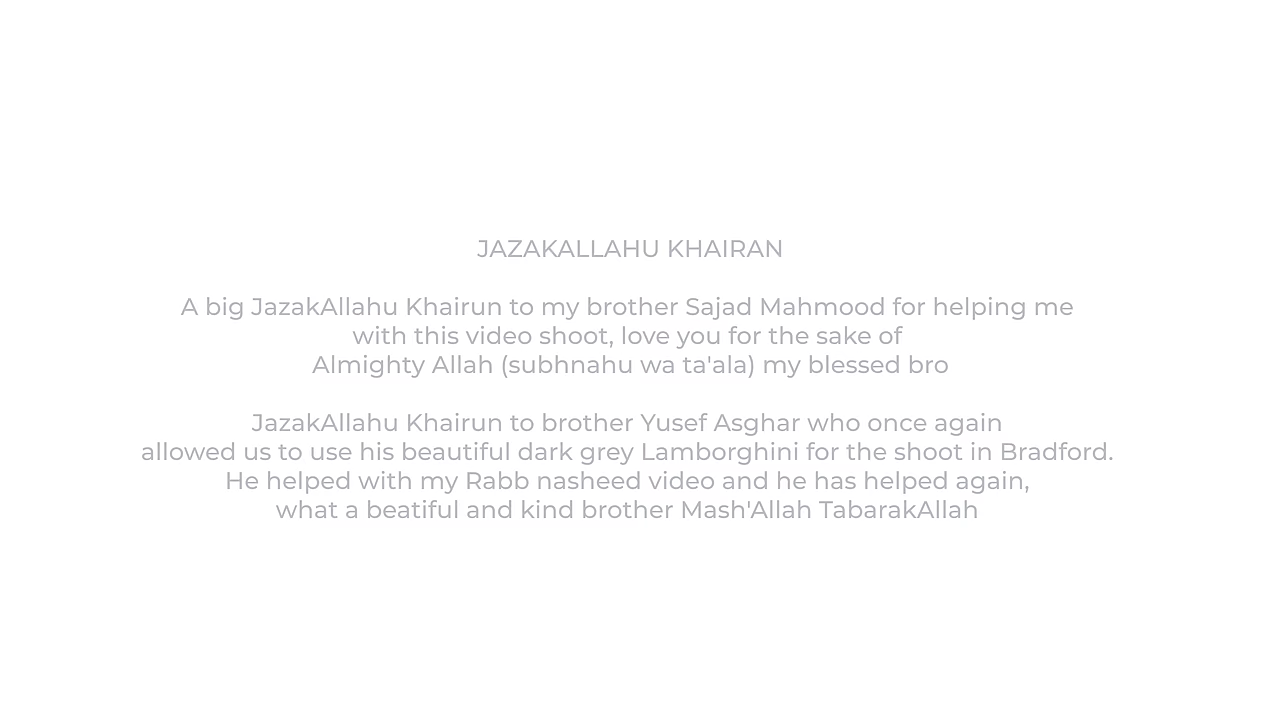 JAZAKALLAHU KHAIRAN
A big JazakAllahu Khairun to my brother Sajad Mahmood for helping me
with this video shoot, love you for the sake of
Almighty Allah (subhnahu wa ta'ala) my blessed bro
JazakAllahu Khairun to brother Yusef Asghar who once again
allowed us to use his beautiful dark grey Lamborghini for the shoot in Bradford.
He helped with my Rabb nasheed video and he has helped again,
what a beatiful and kind brother Mash'Allah TabarakAllah